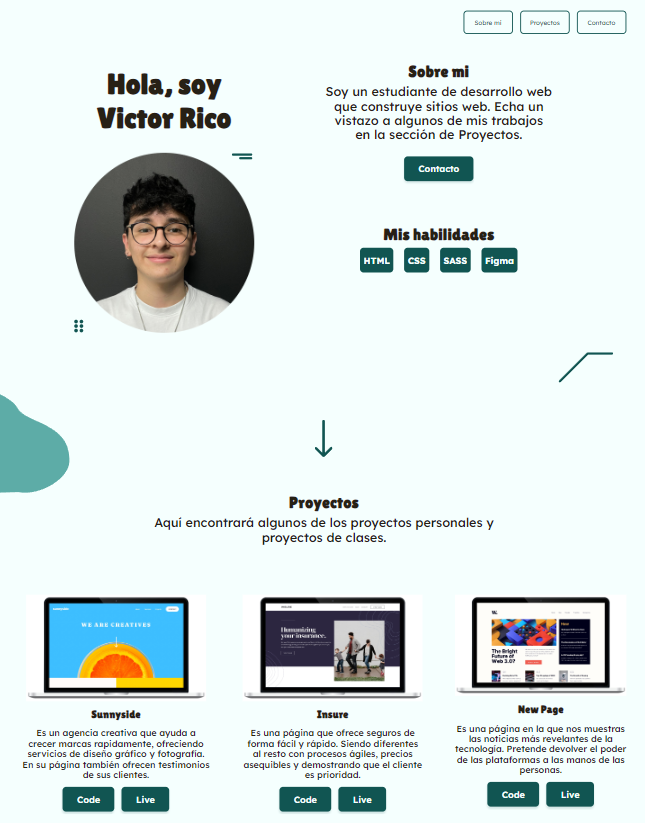 Sobre mi
Proyectos
Contacto
Hola, soy
Victor Rico
Sobre mi
Soy un estudiante de desarrollo web
que construye sitios web. Echa un
vistazo a algunos de mis trabajos
en la sección de Proyectos.
Contacto
Mis habilidades
HTML
CSS
SASS
Figma
Proyectos
Aquí encontrará algunos de los proyectos personales y
proyectos de clases.
WE ARE CREATIVES
Sunnyside
Es un agencia creativa que ayuda a
crecer marcas rapidamente, ofreciendo
servicios de diseño gráfico y fotografía.
En su página también ofrecen testimonios
de sus clientes.
Code
Live
Humanizing
your insurance.
Insure
Es una página que ofrece seguros de
forma fácil y rápido. Siendo diferentes
al resto con procesos ágiles, precios
asequibles y demostrando que el cliente
es prioridad.
Code
Live
The Bright
Future of
Web 3.0?
New Page
Es una página en la que nos muestras
las noticias más revelantes de la
tecnologia. Pretende devolver el poder
de las plataformas a las manos de las
personas.
Code
Live